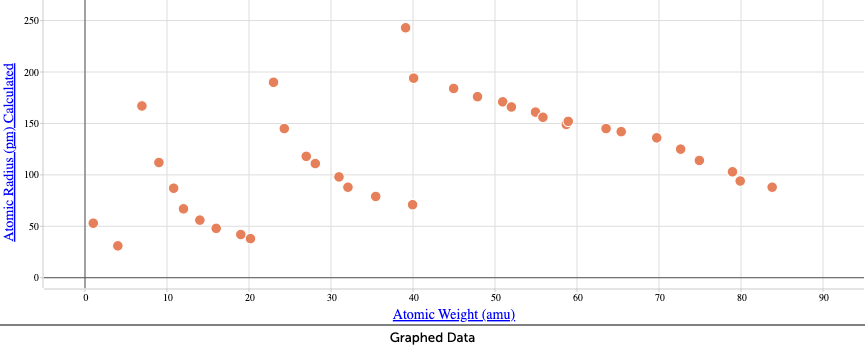 250
200
150
100
50
0
Atomic Radius (pm) Calculated
0 10 20 30 40 50 60 70 80 90
Atomic Weight (amu)
Graphed Data